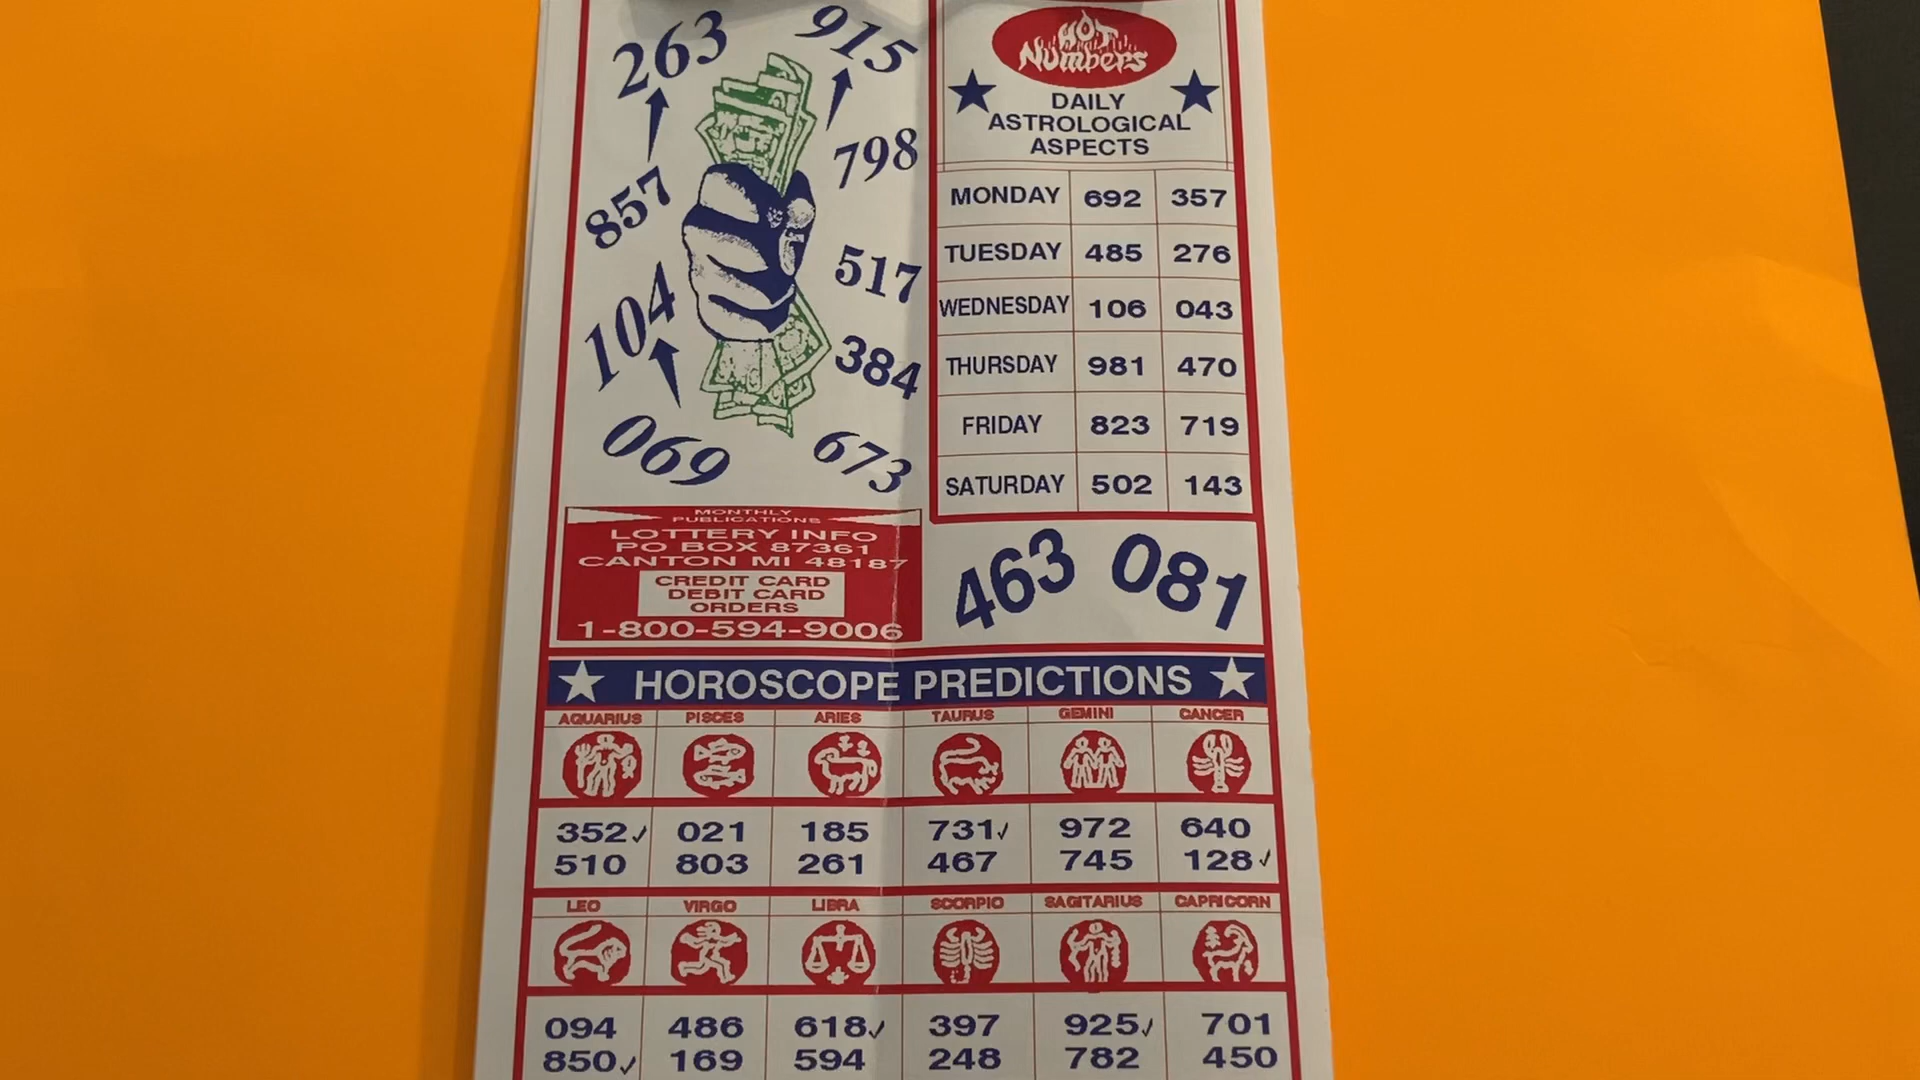 263
915
857
798
104
517
384
069
673
HOT
NUMBERS
DAILY
ASTROLOGICAL
ASPECTS
MONDAY 692 357
TUESDAY 485 276
WEDNESDAY 106 043
THURSDAY 981 470
FRIDAY 823 719
SATURDAY 502 143
MONTHLY
PUBLICATIONS
LOTTERY INFO
PO BOX 87361
CANTON MI 48187
CREDIT CARD
DEBIT CARD
ORDERS
1-800-594-9006
463 081
HOROSCOPE PREDICTIONS
AQUARIUS PISCES ARIES TAURUS GEMINI CANCER
352✓ 021 185 731✓ 972 640
510 803 261 467 745 128✓
LEO VIRGO LIBRA SCORPIO SAGITARIUS CAPRICORN
094 486 618✓ 397 925✓ 701
850✓ 169 594 248 782 450